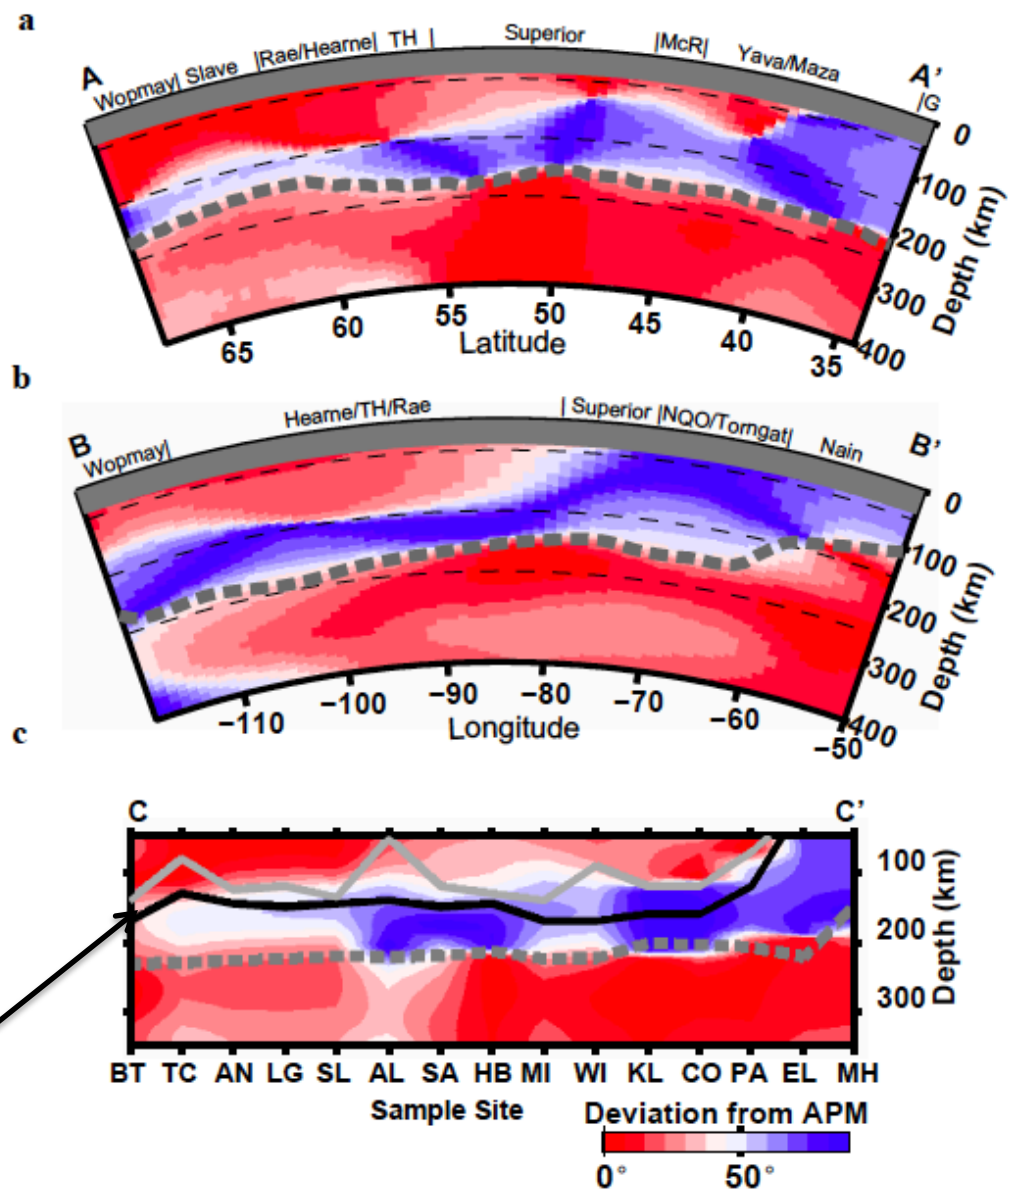 a
Wopmay| Slave |Rae/Hearne| TH | Superior |McR| Yava/Maza |G
A A'
0
100
200
300
400
Depth (km)
65 60 55 50 45 40 35
Latitude
b
Wopmay| Hearne/TH/Rae | Superior |NQO/Torngat| Nain
B B'
0
100
200
300
400
Depth (km)
−110 −100 −90 −80 −70 −60 −50
Longitude
c
C C'
100
200
300
Depth (km)
BT TC AN LG SL AL SA HB MI WI KL CO PA EL MH
Sample Site
Deviation from APM
0° 50°